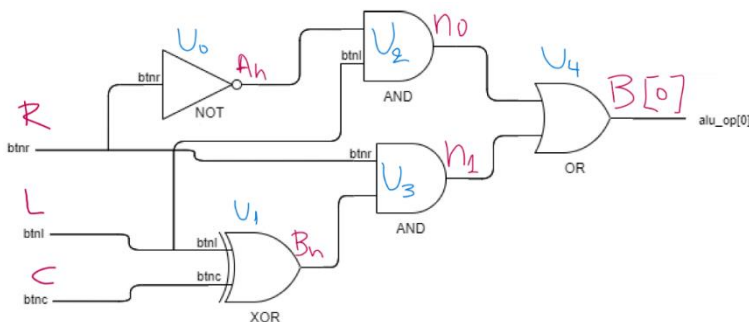 U0
An
btnr
NOT
btnl
U2
n0
AND
U4
B[0]
alu_op[0]
OR
R
btnr
btnr
U3
n1
AND
L
btnl
U1
btnl
Bn
C
btnc
btnc
XOR